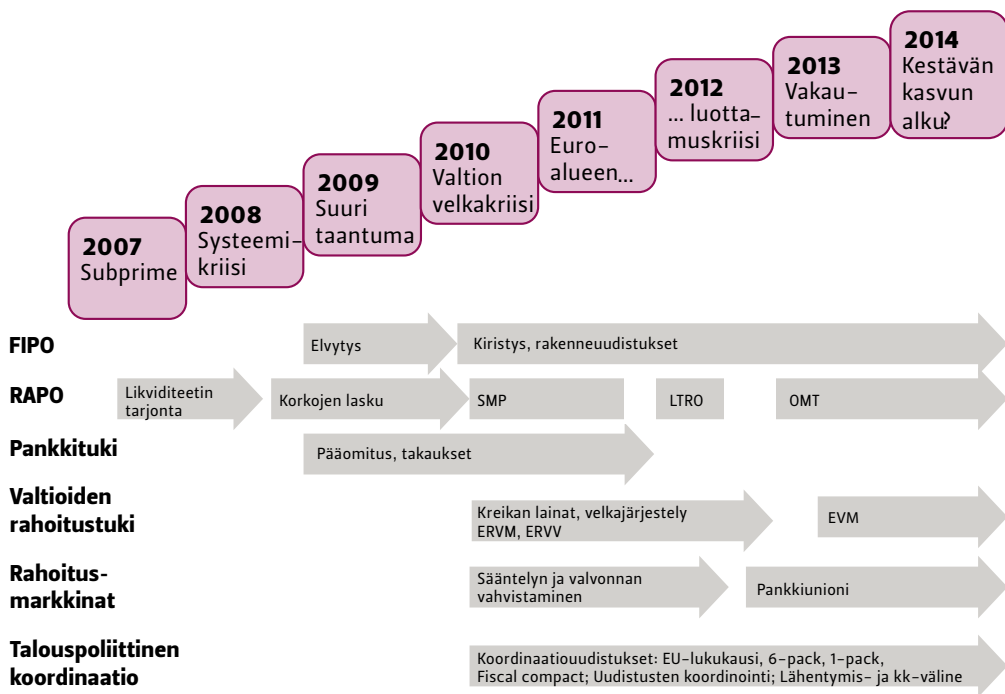 2007
Subprime
2008
Systeemi-
kriisi
2009
Suuri
taantuma
2010
Valtion
velkakriisi
2011
Euro-
alueen...
2012
... luotta-
muskriisi
2013
Vakau-
tuminen
2014
Kestävän
kasvun
alku?
FIPO
Elvytys
Kiristys, rakenneuudistukset
RAPO
Likviditeetin
tarjonta
Korkojen lasku
SMP
LTRO
OMT
Pankkituki
Pääomitus, takaukset
Valtioiden
rahoitustuki
Kreikan lainat, velkajärjestely
ERVM, ERVV
EVM
Rahoitus-
markkinat
Sääntelyn ja valvonnan
vahvistaminen
Pankkiunioni
Talouspoliittinen
koordinaatio
Koordinaatiouudistukset: EU-lukukausi, 6-pack, 1-pack,
Fiscal compact; Uudistusten koordinointi; Lähentymis- ja kk-väline